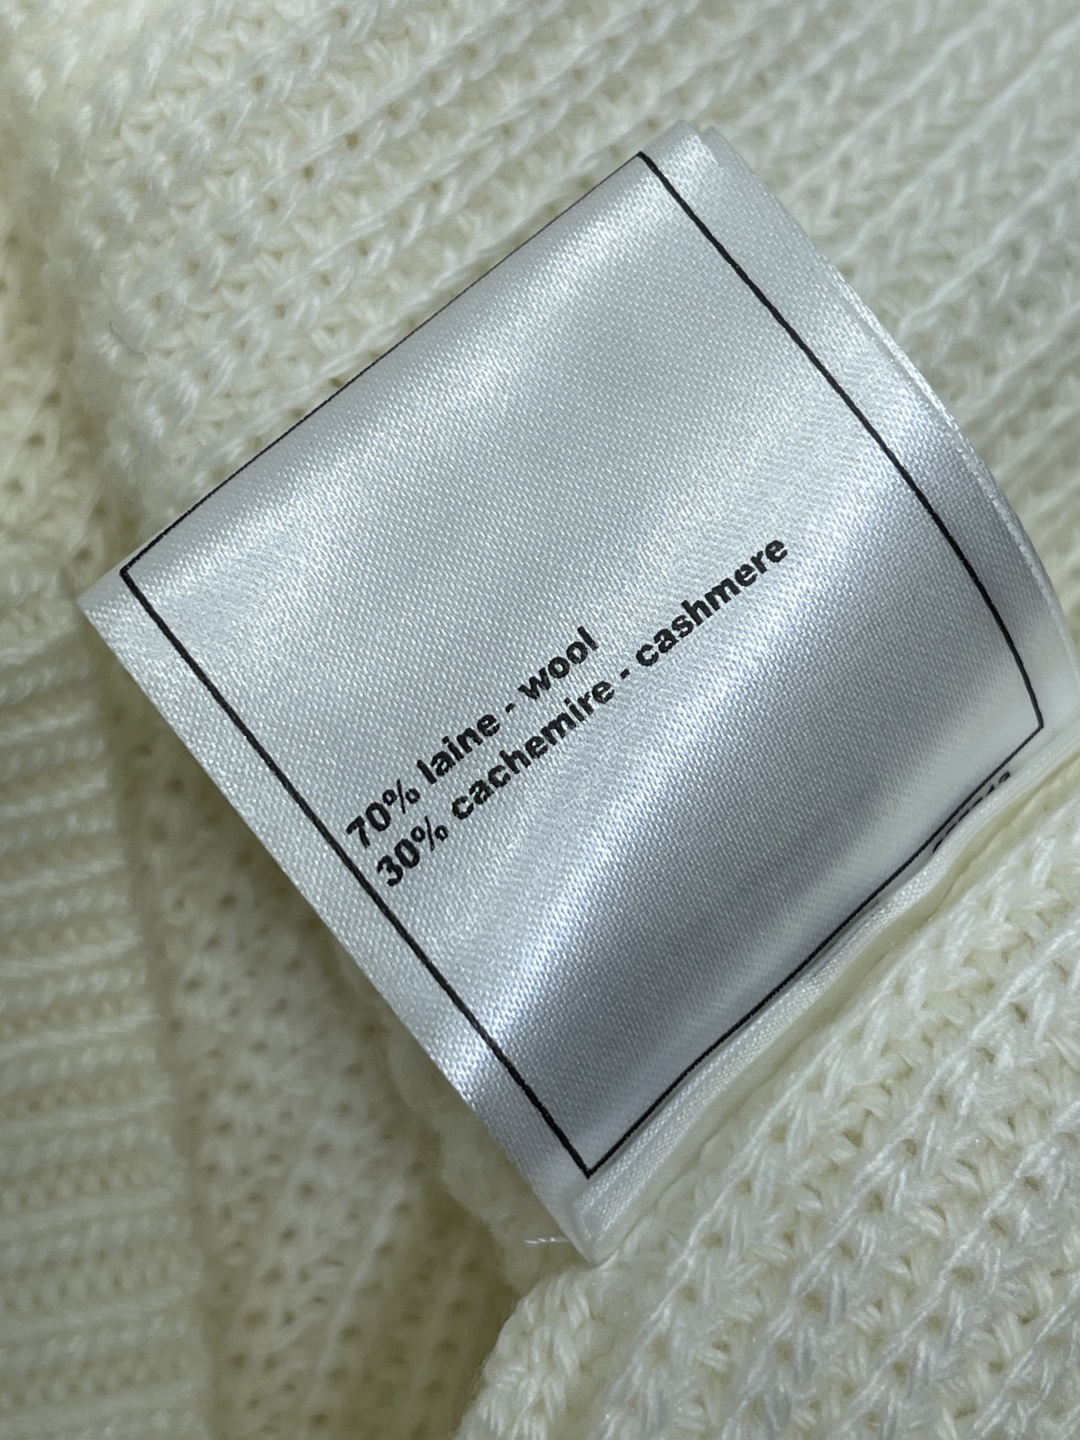 70% laine - wool
30% cachemire - cashmere